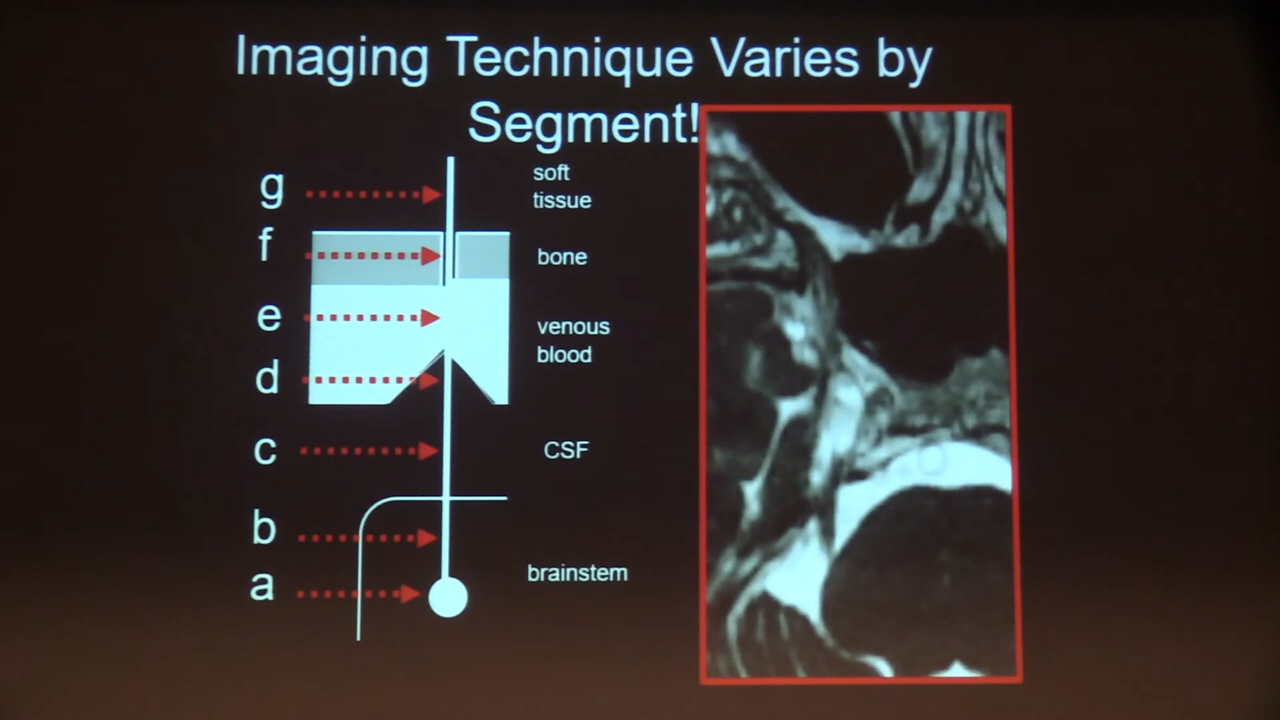 Imaging Technique Varies by
Segment!
g
soft
tissue
f
bone
e
venous
blood
d
c
CSF
b
a
brainstem